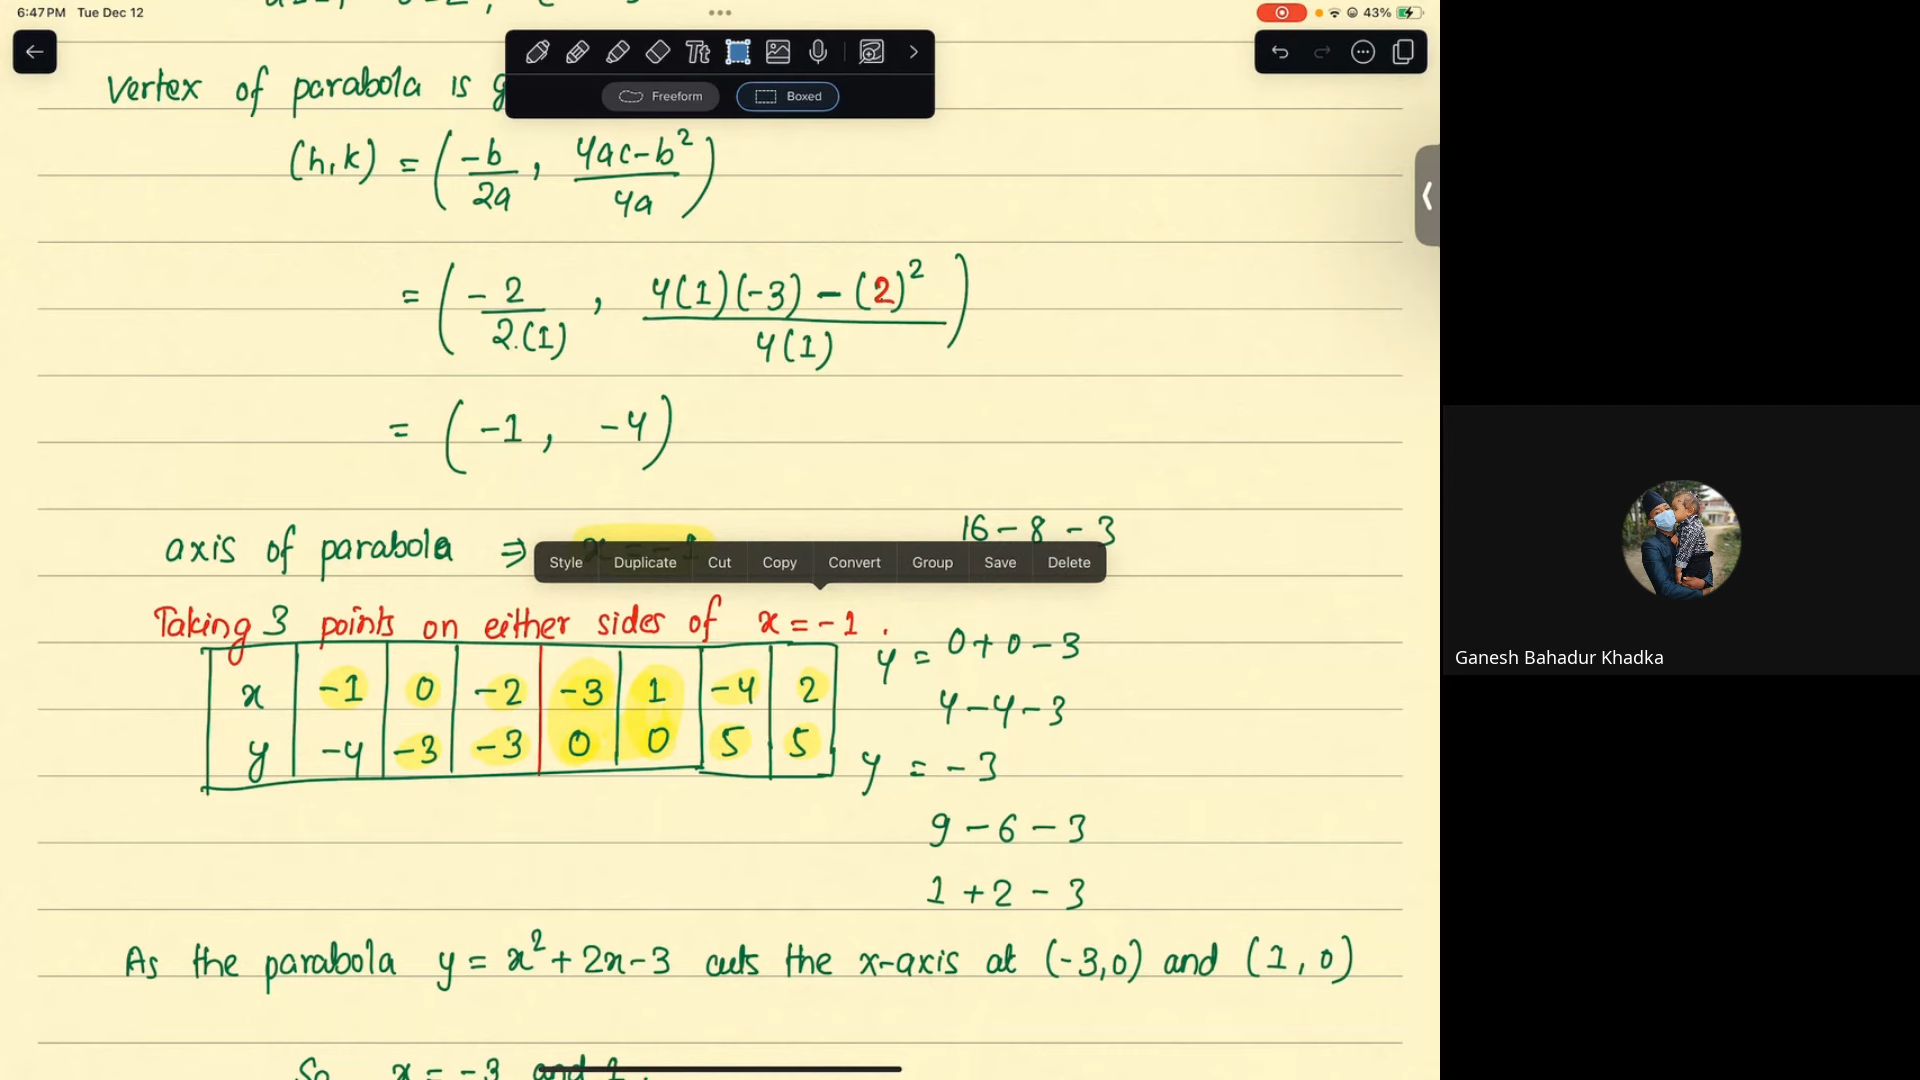 6:47 PM Tue Dec 12
43%
Freeform
Boxed
vertex of parabola is
(h, k) = (-b/2a, 4ac-b²/4a)
= (-2/2.(1), 4(1)(-3) - (2)²/4(1))
= (-1, -4)
axis of parabola ⇒ x = -1
16 - 8 - 3
Style Duplicate Cut Copy Convert Group Save Delete
Taking 3 points on either sides of x = -1.
x -1 0 -2 -3 1 -4 2
y -4 -3 -3 0 0 5 5
y = 0 + 0 - 3
4 - 4 - 3
y = -3
9 - 6 - 3
1 + 2 - 3
As the parabola y = x² + 2x - 3 cuts the x-axis at (-3, 0) and (1, 0)
So x = -3 and 1.
Ganesh Bahadur Khadka